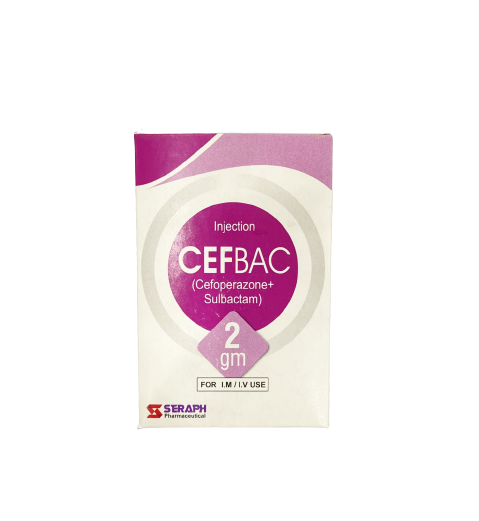 Injection
CEFBAC
(Cefoperazone+
Sulbactam)
2
gm
FOR I.M / I.V USE
SERAPH
Pharmaceutical